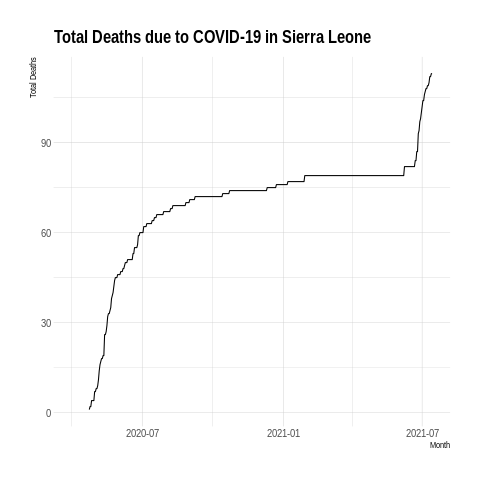 Total Deaths due to COVID-19 in Sierra Leone
Total Deaths
90
60
30
0
2020-07
2021-01
2021-07
Month